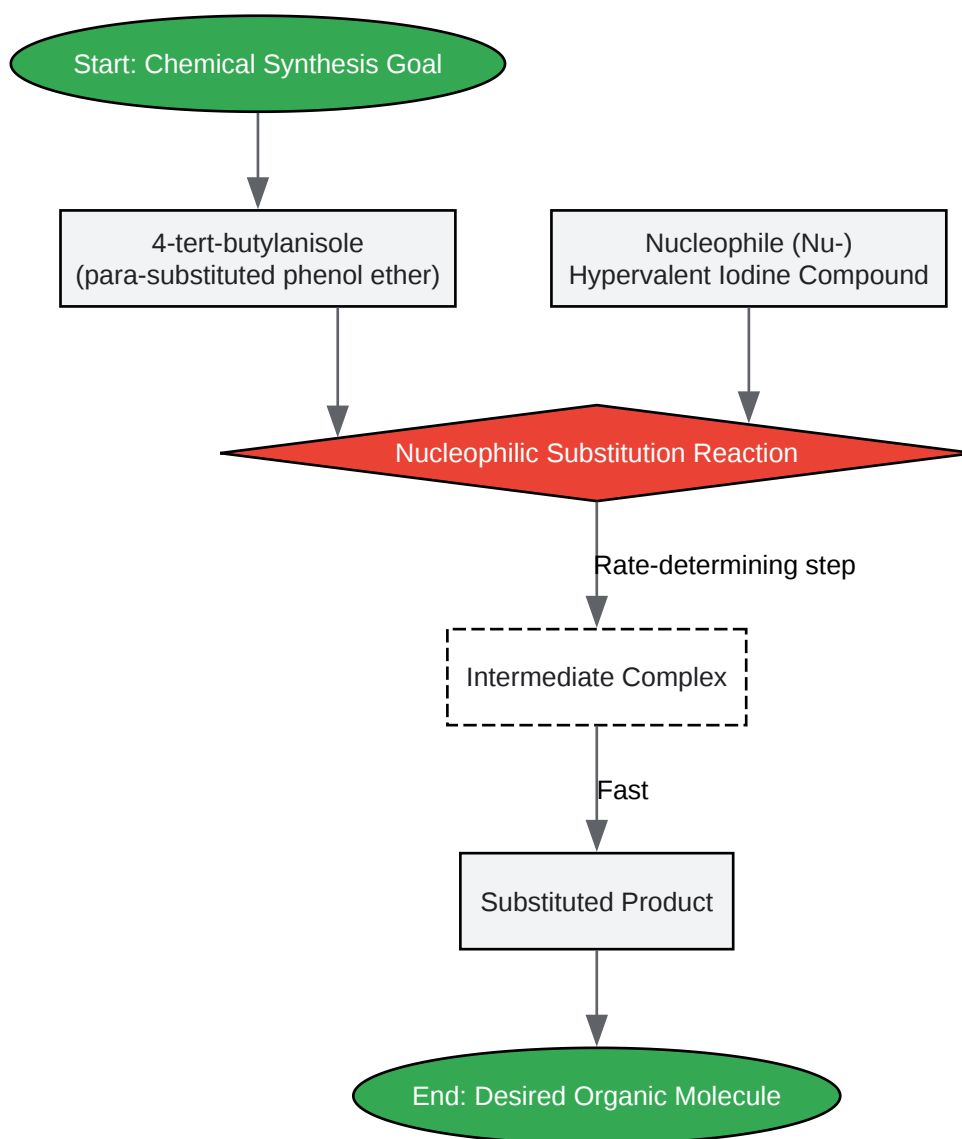 Start: Chemical Synthesis Goal
4-tert-butylanisole
(para-substituted phenol ether)
Nucleophile (Nu-)
Hypervalent Iodine Compound
Nucleophilic Substitution Reaction
Rate-determining step
Intermediate Complex
Fast
Substituted Product
End: Desired Organic Molecule